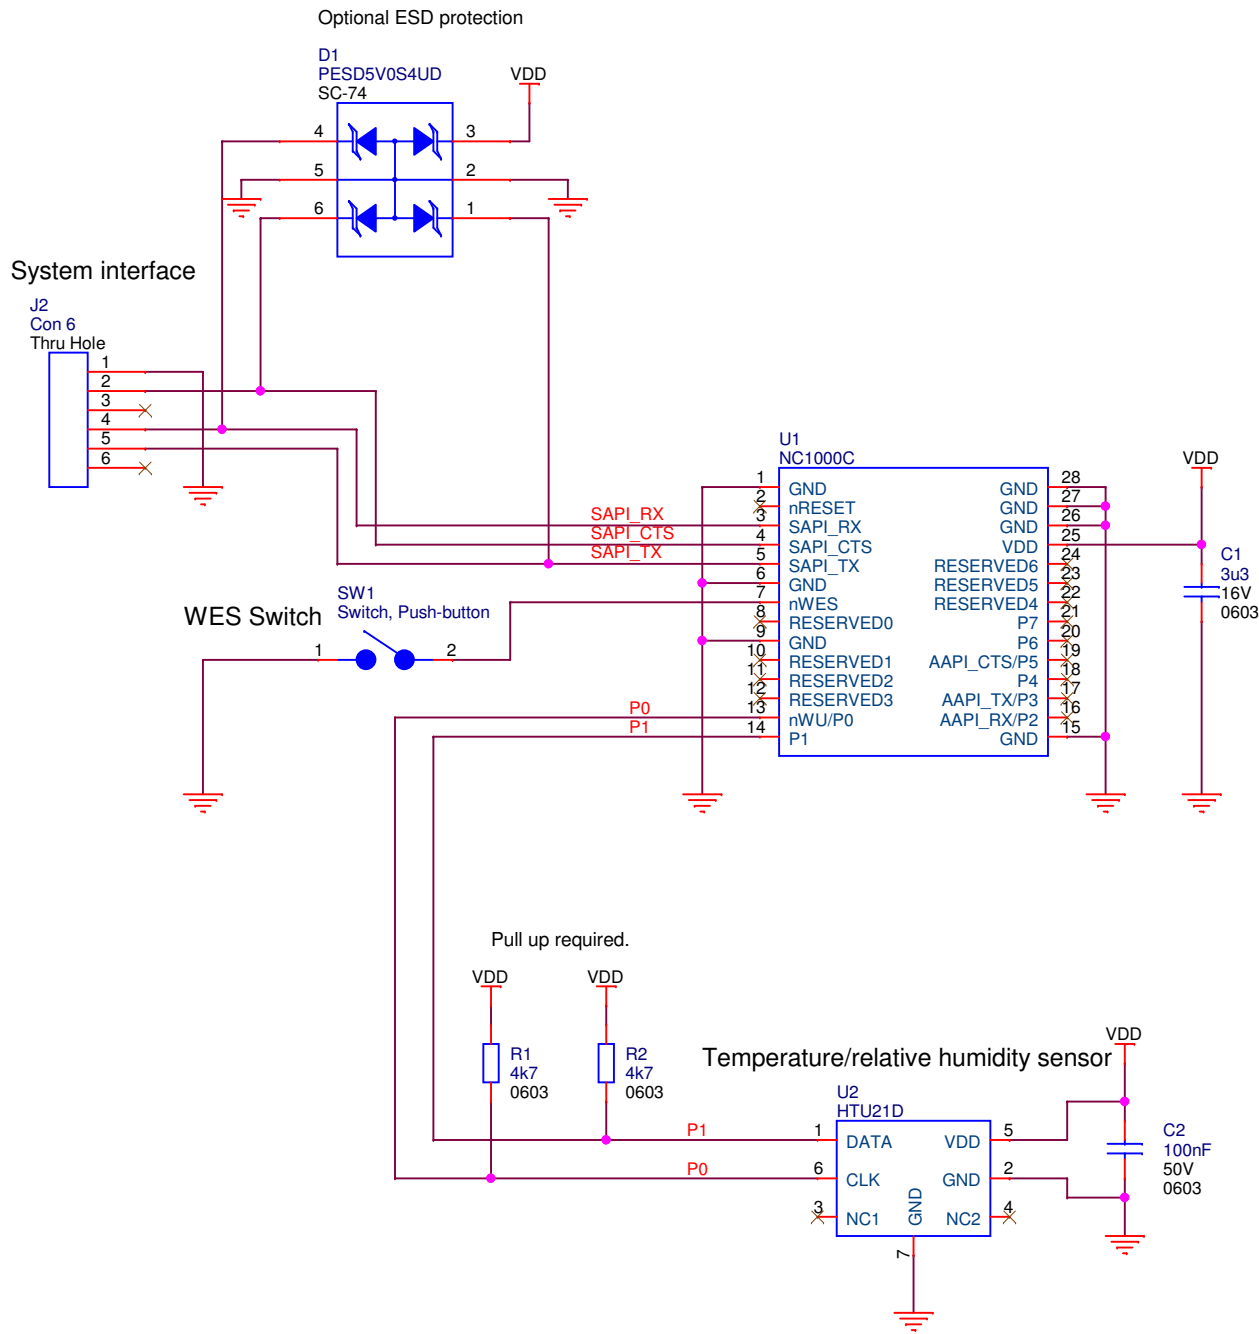 Optional ESD protection
D1
PESD5V0S4UD
SC-74
VDD
4
3
5
2
6
1
System interface
J2
Con 6
Thru Hole
1
2
3
4
5
6
SAPI_RX
SAPI_CTS
SAPI_TX
U1
NC1000C
1 GND
2 nRESET
3 SAPI_RX
4 SAPI_CTS
5 SAPI_TX
6 GND
7 nWES
8 RESERVED0
9 GND
10 RESERVED1
11 RESERVED2
12 RESERVED3
13 nWU/P0
14 P1
GND 28
GND 27
GND 26
VDD 25
RESERVED6 24
RESERVED5 23
RESERVED4 22
P7 21
P6 20
AAPI_CTS/P5 19
P4 18
AAPI_TX/P3 17
AAPI_RX/P2 16
GND 15
VDD
C1
3u3
16V
0603
WES Switch
SW1
Switch, Push-button
1
2
P0
P1
Pull up required.
VDD
VDD
R1
4k7
0603
R2
4k7
0603
P1
P0
Temperature/relative humidity sensor
U2
HTU21D
1 DATA
6 CLK
3 NC1
VDD 5
GND 2
NC2 4
GND
7
VDD
C2
100nF
50V
0603